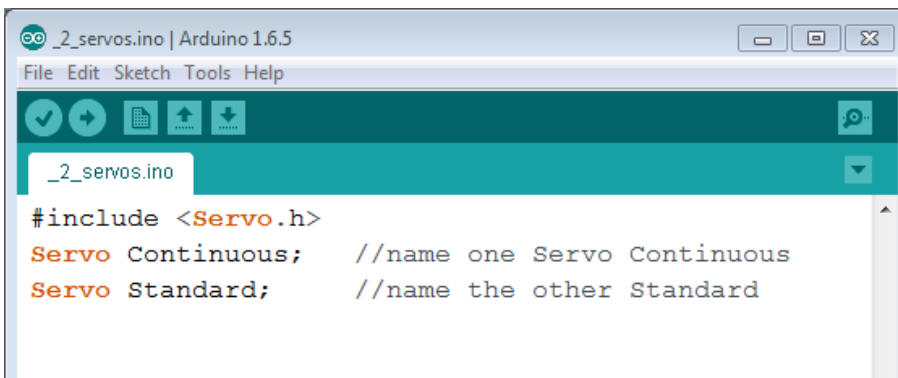 _2_servos.ino | Arduino 1.6.5
File Edit Sketch Tools Help
_2_servos.ino
#include <Servo.h>
Servo Continuous; //name one Servo Continuous
Servo Standard; //name the other Standard